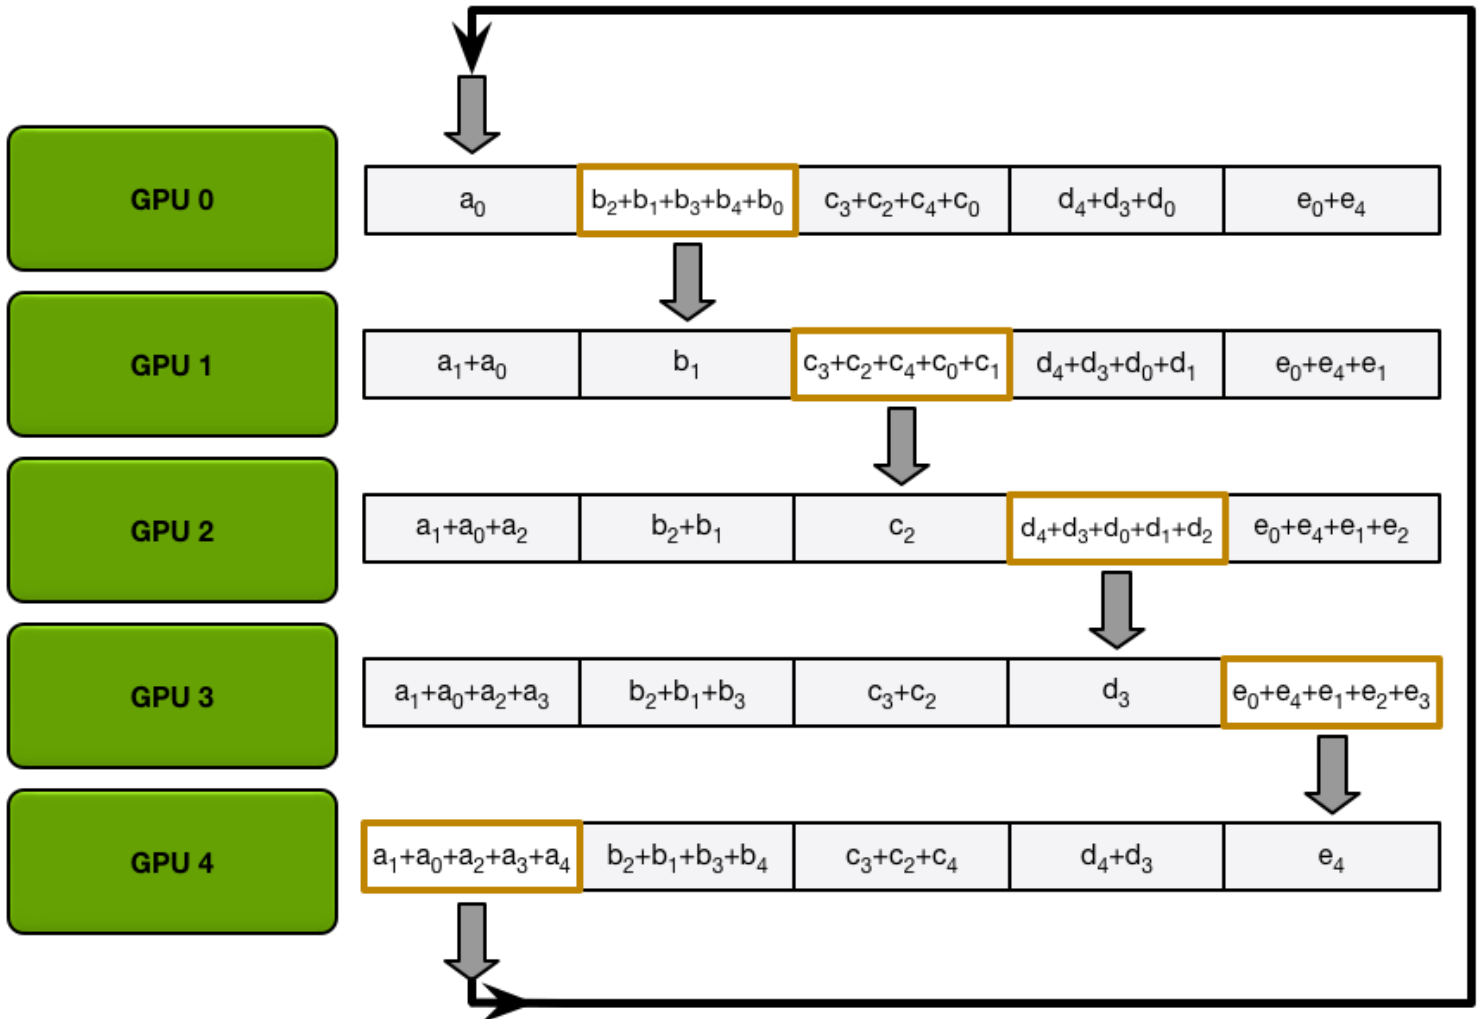 GPU 0
a₀ b₂+b₁+b₃+b₄+b₀ c₃+c₂+c₄+c₀ d₄+d₃+d₀ e₀+e₄
GPU 1
a₁+a₀ b₁ c₃+c₂+c₄+c₀+c₁ d₄+d₃+d₀+d₁ e₀+e₄+e₁
GPU 2
a₁+a₀+a₂ b₂+b₁ c₂ d₄+d₃+d₀+d₁+d₂ e₀+e₄+e₁+e₂
GPU 3
a₁+a₀+a₂+a₃ b₂+b₁+b₃ c₃+c₂ d₃ e₀+e₄+e₁+e₂+e₃
GPU 4
a₁+a₀+a₂+a₃+a₄ b₂+b₁+b₃+b₄ c₃+c₂+c₄ d₄+d₃ e₄